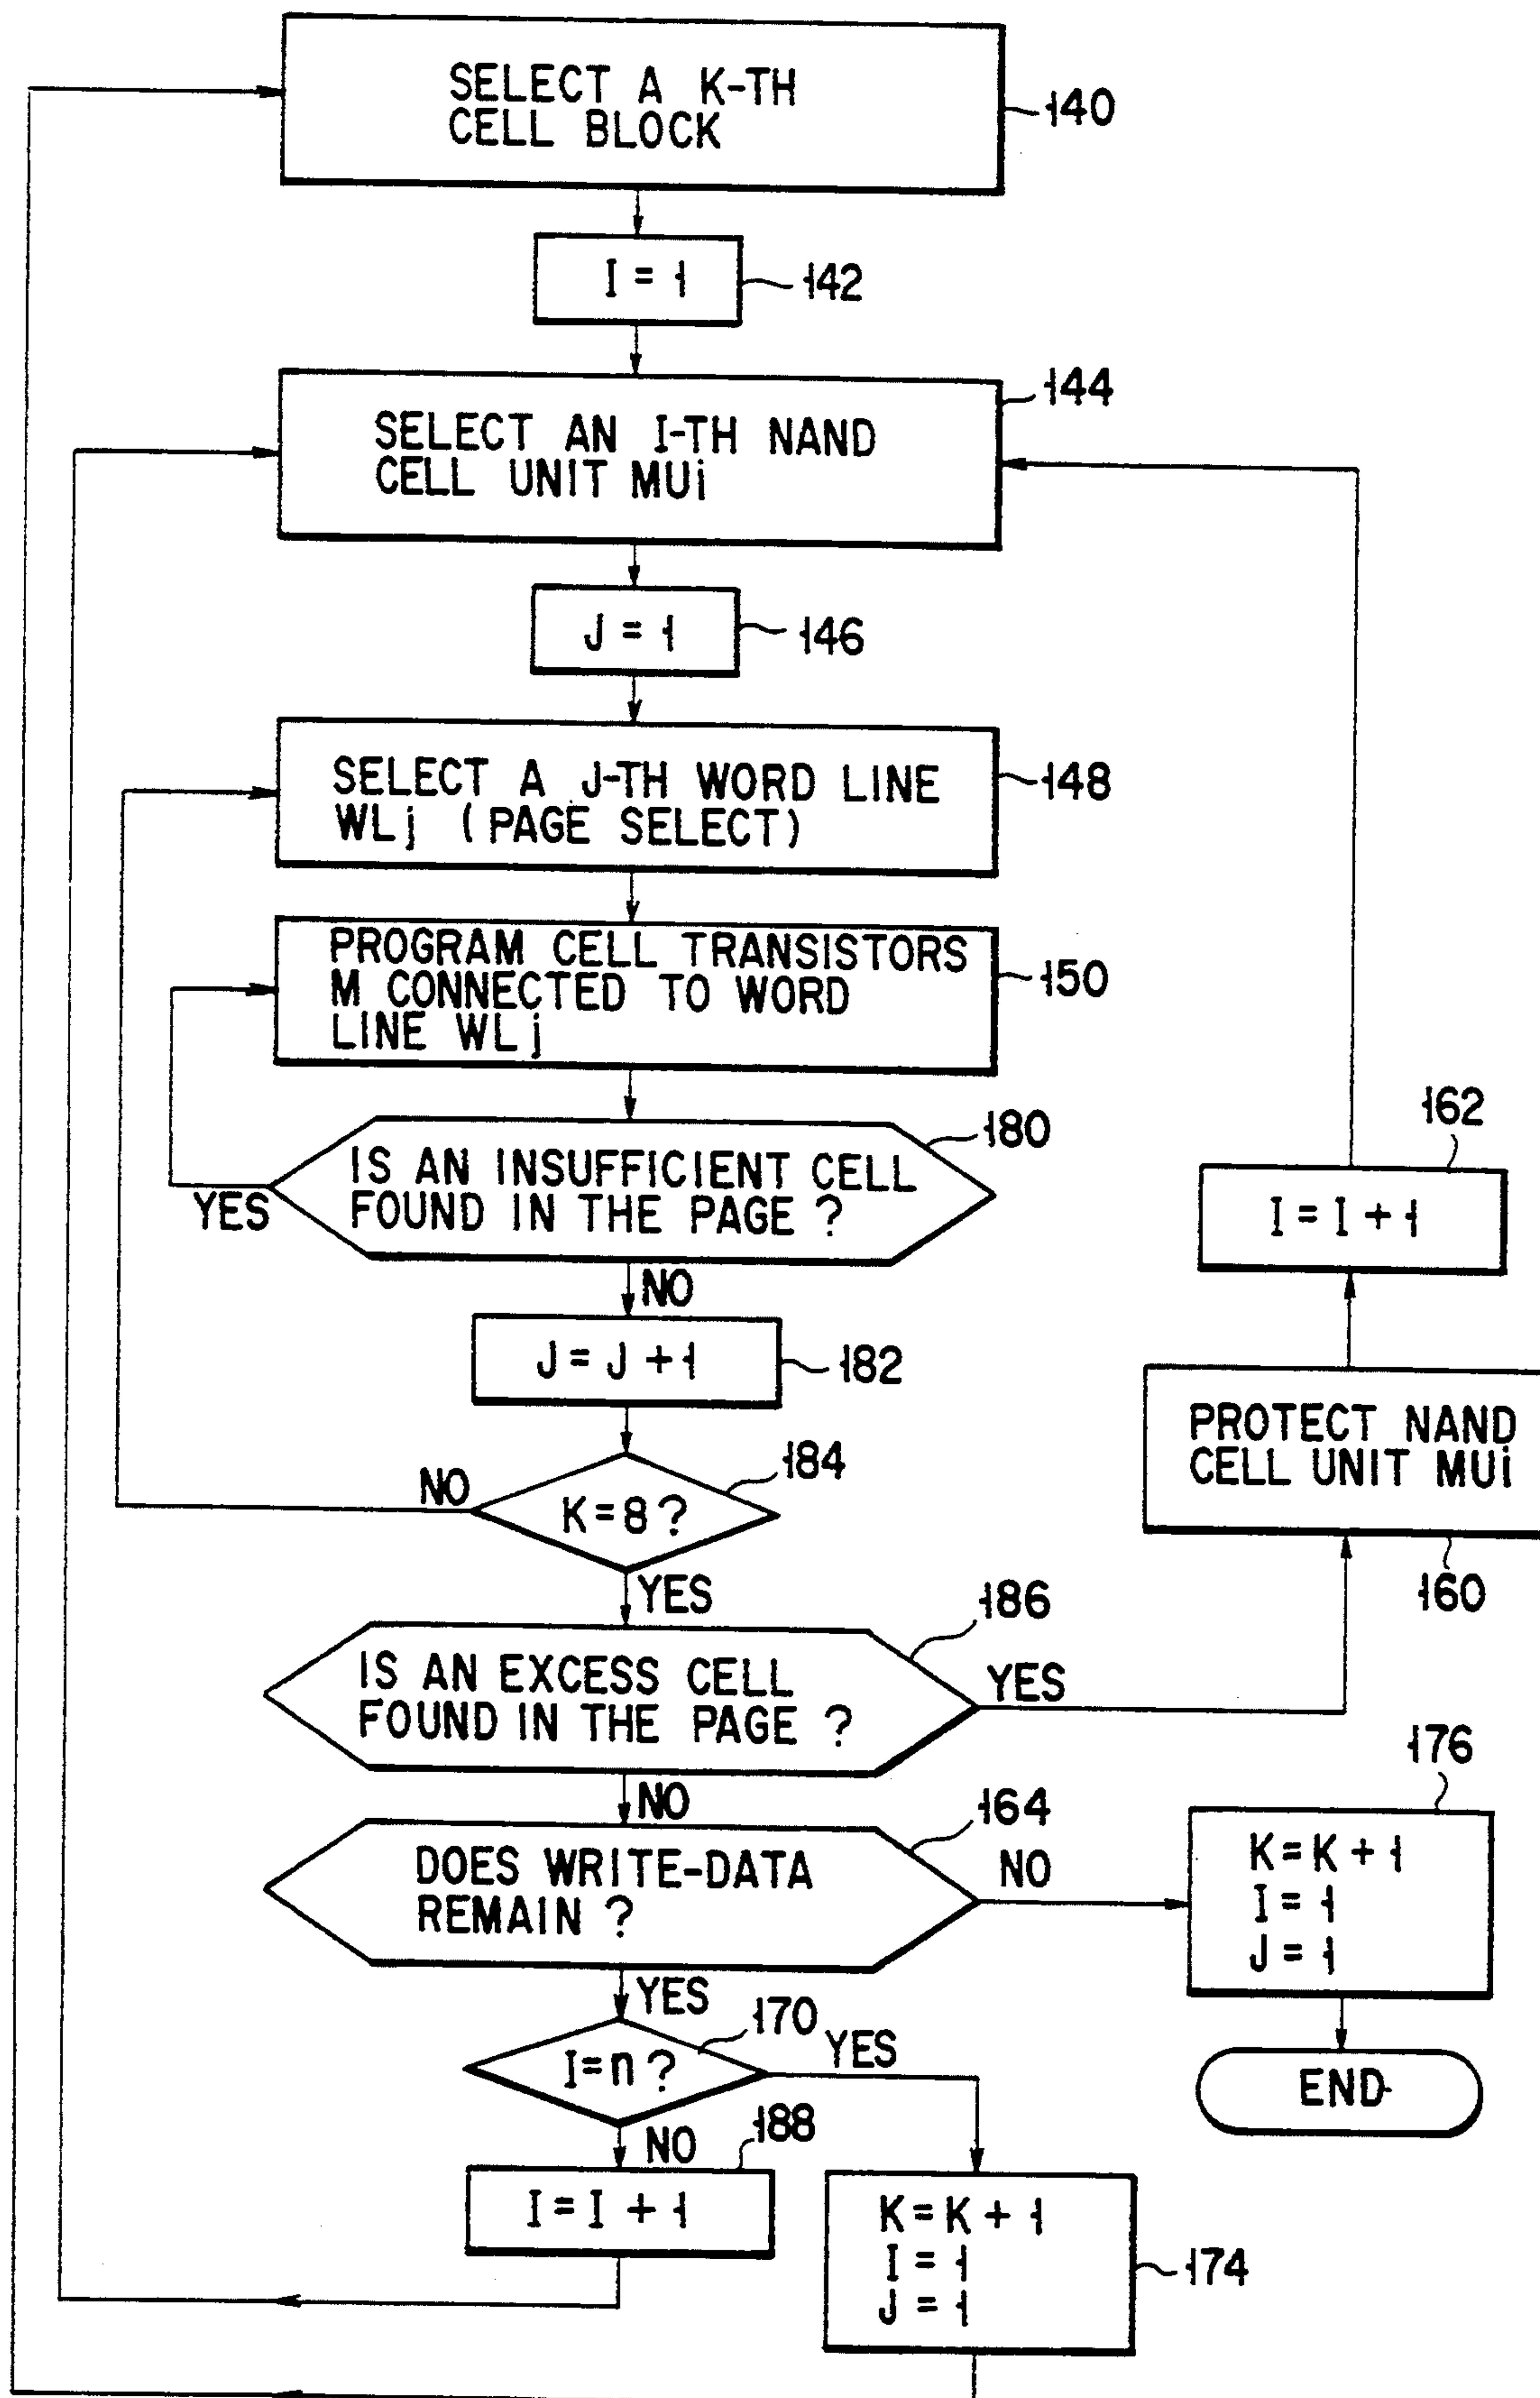 SELECT A K-TH
CELL BLOCK
140
I = 1
142
144
SELECT AN I-TH NAND
CELL UNIT MUi
J = 1
146
SELECT A J-TH WORD LINE
WLj (PAGE SELECT)
148
PROGRAM CELL TRANSISTORS
M CONNECTED TO WORD
LINE WLj
150
180
IS AN INSUFFICIENT CELL
FOUND IN THE PAGE ?
YES
NO
162
I = I + 1
J = J + 1
182
PROTECT NAND
CELL UNIT MUi
160
184
NO
K=8 ?
YES
186
IS AN EXCESS CELL
FOUND IN THE PAGE ?
YES
NO
164
DOES WRITE-DATA
REMAIN ?
NO
176
K = K + 1
I = 1
J = 1
YES
170
I=n ?
YES
END
NO
188
I = I + 1
K = K + 1
I = 1
J = 1
174